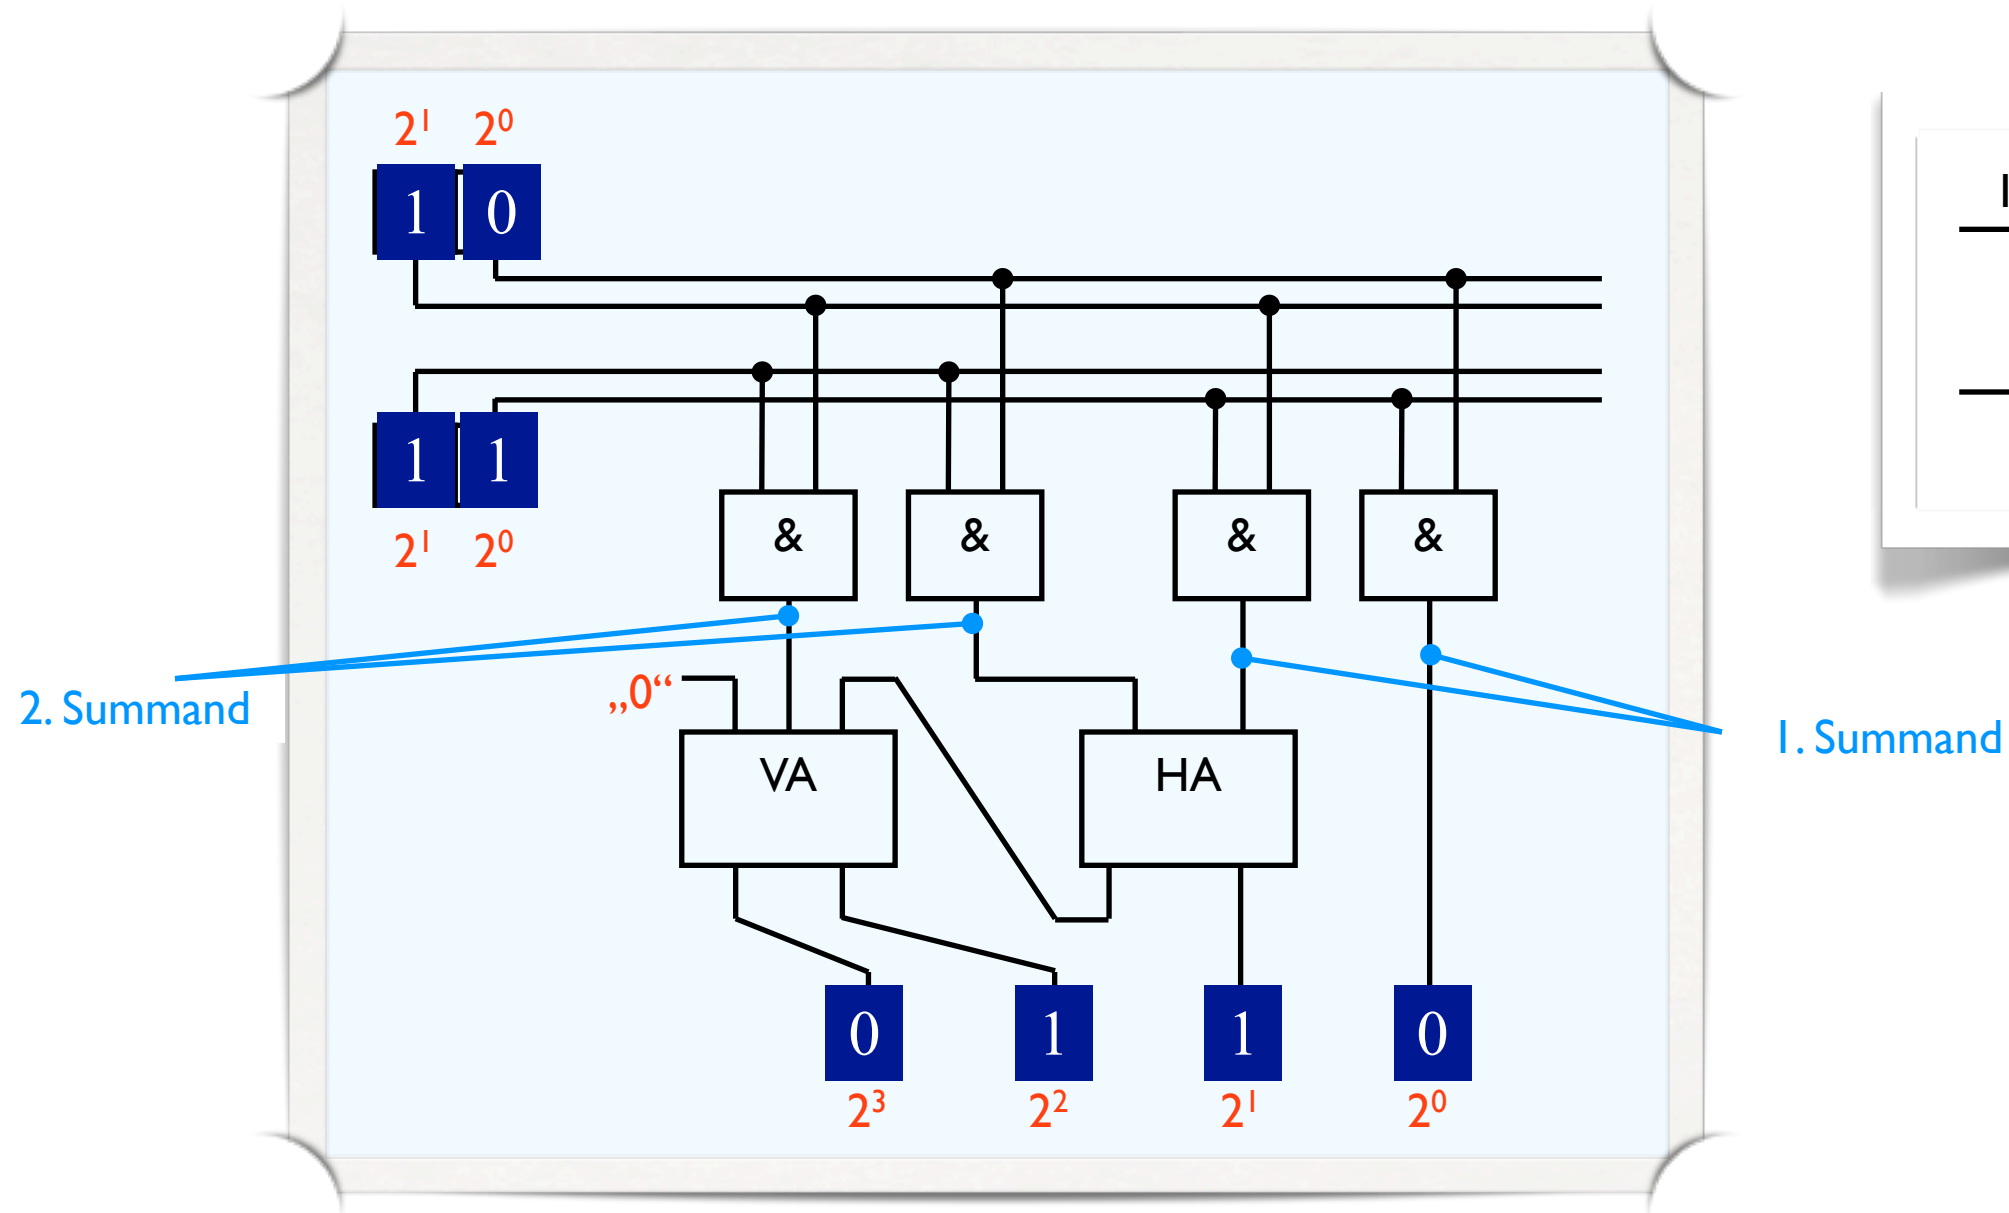 2¹ 2⁰
1 0
1 1
2¹ 2⁰
& & & &
„0“
2. Summand
1. Summand
VA HA
0 1 1 0
2³ 2² 2¹ 2⁰